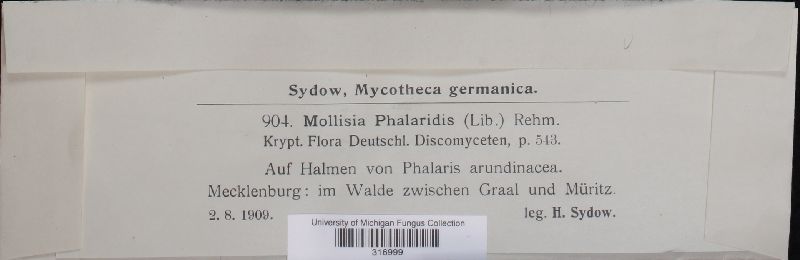 Sydow, Mycotheca germanica.
904. Mollisia Phalaridis (Lib.) Rehm.
Krypt. Flora Deutschl. Discomyceten, p. 543.
Auf Halmen von Phalaris arundinacea.
Mecklenburg: im Walde zwischen Graal und Müritz.
2. 8. 1909. leg. H. Sydow.
University of Michigan Fungus Collection
316999